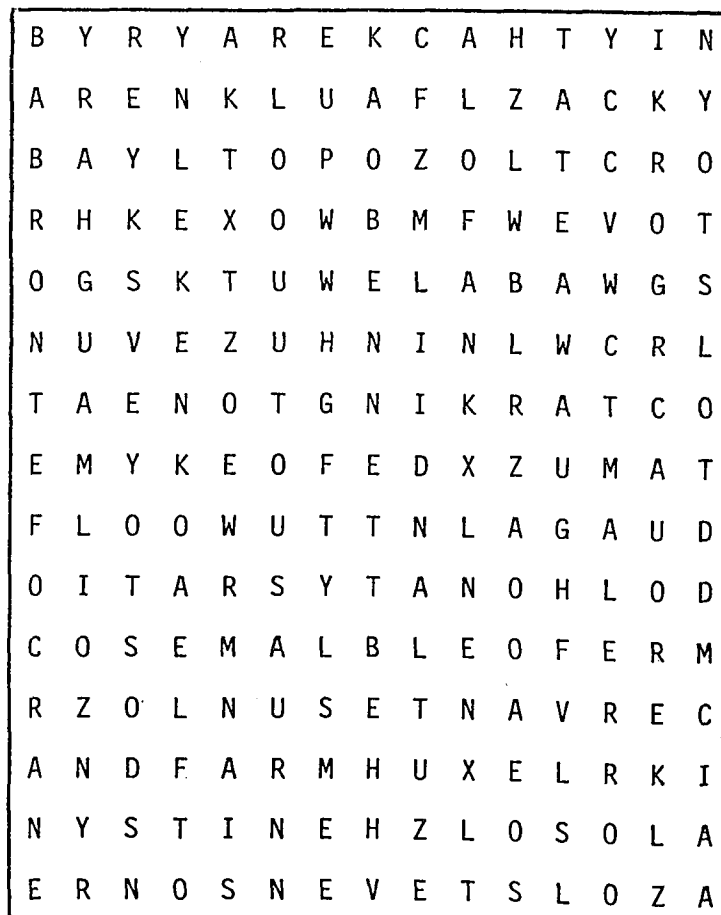 B Y R Y A R E K C A H T Y I N
A R E N K L U A F L Z A C K Y
B A Y L T O P O Z O L T C R O
R H K E X O W B M F W E V O T
O G S K T U W E L A B A W G S
N U V E Z U H N I N L W C R L
T A E N O T G N I K R A T C O
E M Y K E O F E D X Z U M A T
F L O O W U T T N L A G A U D
O I T A R S Y T A N O H L O D
C O S E M A L B L E O F E R M
R Z O L N U S E T N A V R E C
A N D F A R M H U X E L R K I
N Y S T I N E H Z L O S O L A
E R N O S N E V E T S L O Z A